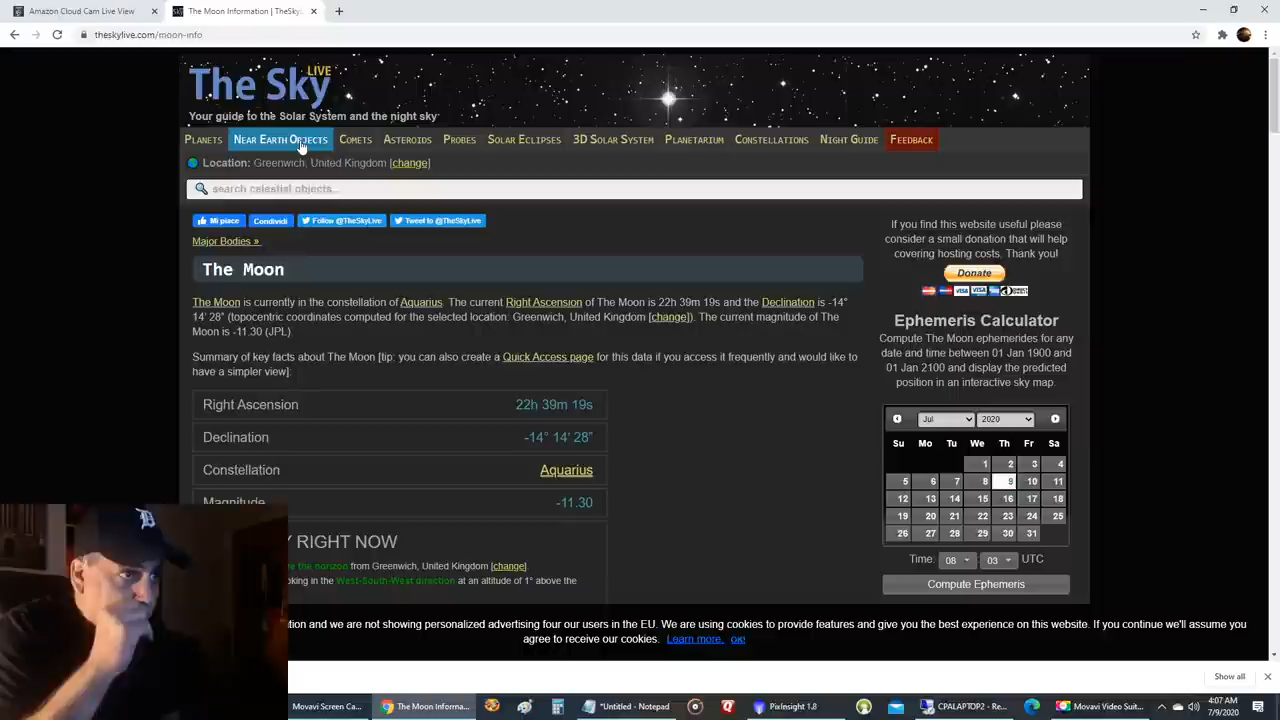 Amazon Cloud Cam Live View
The Moon Information | TheSky.
theskylive.com/moon-info
The Sky LIVE
Your guide to the Solar System and the night sky
PLANETS NEAR EARTH OBJECTS COMETS ASTEROIDS PROBES SOLAR ECLIPSES 3D SOLAR SYSTEM PLANETARIUM CONSTELLATIONS NIGHT GUIDE FEEDBACK
Location: Greenwich, United Kingdom [change]
search celestial objects...
Mi piace Condividi Follow @TheSkyLive Tweet to @TheSkyLive
Major Bodies »
The Moon
The Moon is currently in the constellation of Aquarius. The current Right Ascension of The Moon is 22h 39m 19s and the Declination is -14°
14' 28" (topocentric coordinates computed for the selected location: Greenwich, United Kingdom [change]). The current magnitude of The
Moon is -11.30 (JPL)
Summary of key facts about The Moon [tip: you can also create a Quick Access page for this data if you access it frequently and would like to
have a simpler view]:
Right Ascension 22h 39m 19s
Declination -14° 14' 28"
Constellation Aquarius
Magnitude -11.30
RIGHT NOW
the horizon from Greenwich, United Kingdom [change].
oking in the West-South-West direction at an altitude of 1° above the
If you find this website useful please
consider a small donation that will help
covering hosting costs. Thank you!
Donate
Ephemeris Calculator
Compute The Moon ephemerides for any
date and time between 01 Jan 1900 and
01 Jan 2100 and display the predicted
position in an interactive sky map.
Jul 2020
Su Mo Tu We Th Fr Sa
1 2 3 4
5 6 7 8 9 10 11
12 13 14 15 16 17 18
19 20 21 22 23 24 25
26 27 28 29 30 31
Time: 08 03 UTC
Compute Ephemeris
tion and we are not showing personalized advertising four our users in the EU. We are using cookies to provide features and give you the best experience on this website. If you continue we'll assume you
agree to receive our cookies. Learn more. OK!
Show all
Movavi Screen Ca... The Moon Informa... *Untitled - Notepad PixInsight 1.8 CPALAPTOP2 - Re... Movavi Video Suit...
4:07 AM
7/9/2020